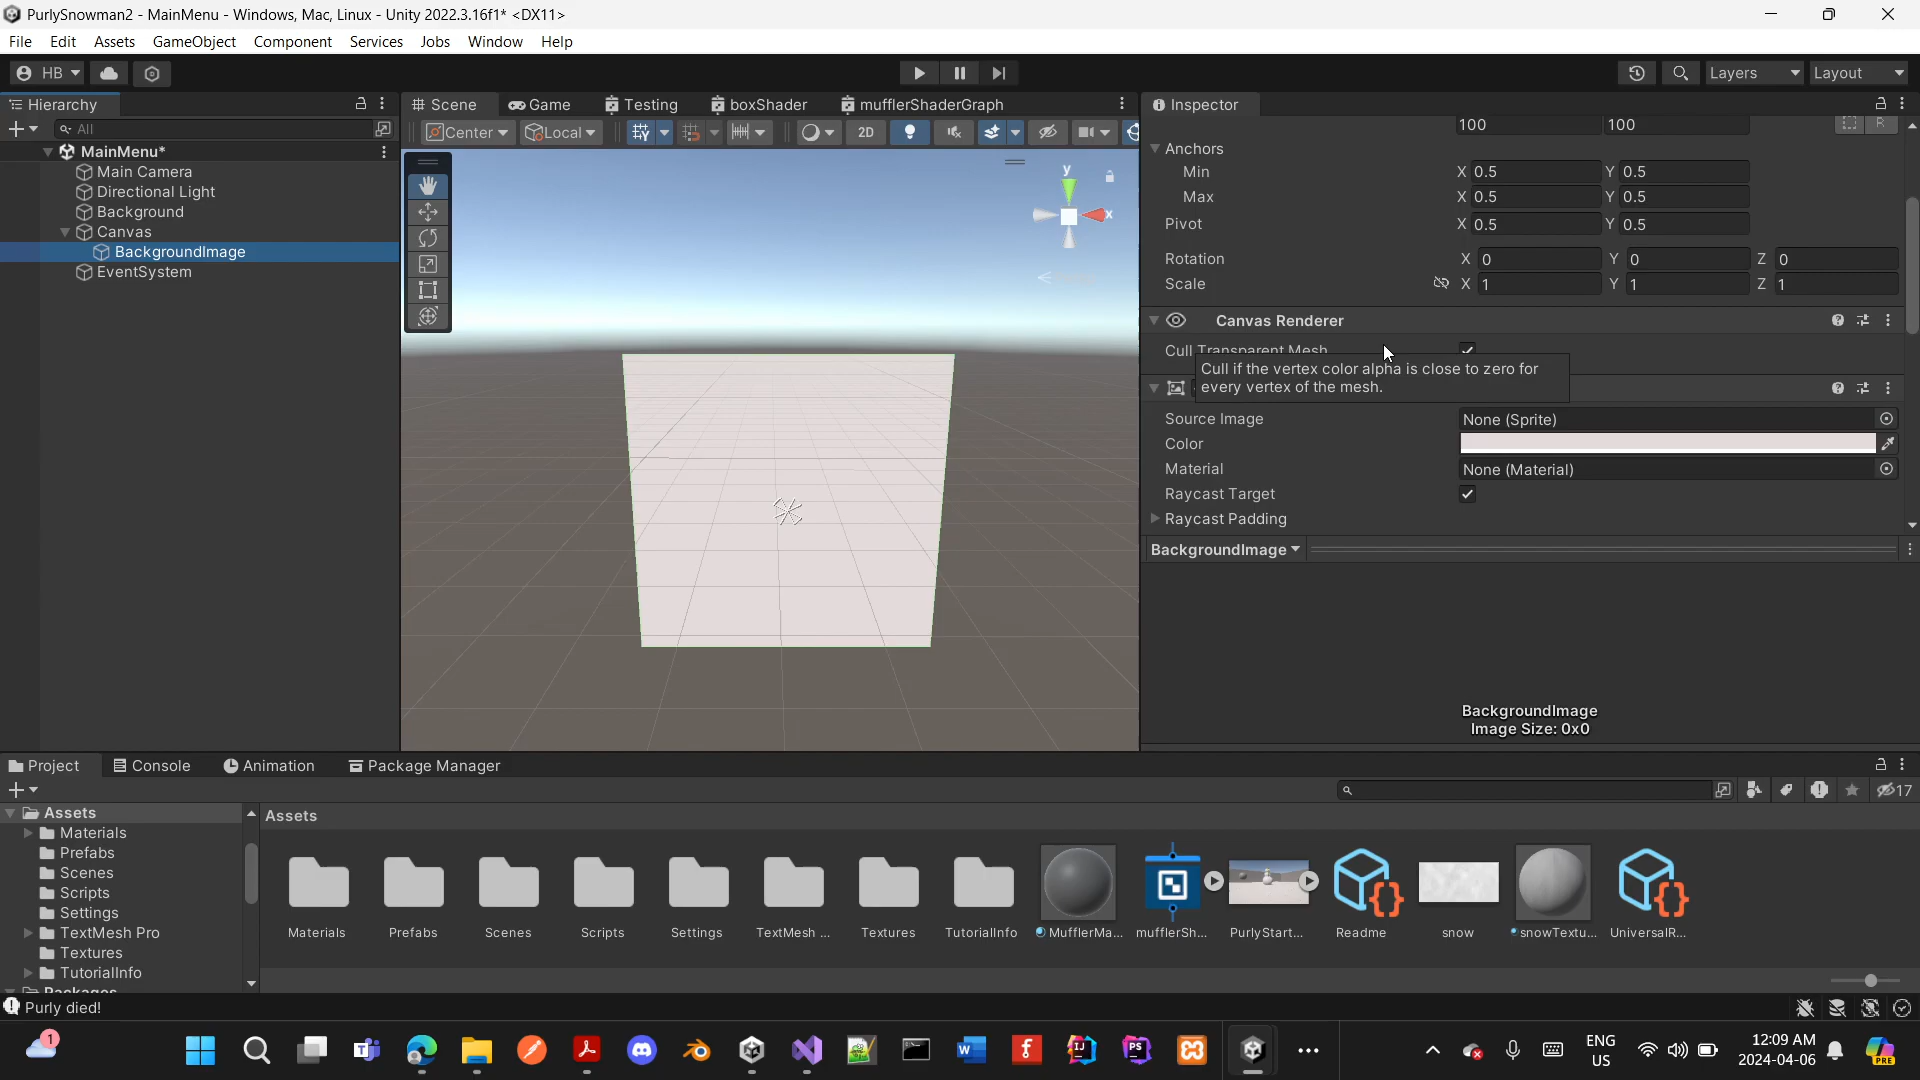 PurlySnowman2 - MainMenu - Windows, Mac, Linux - Unity 2022.3.16f1* <DX11>
File Edit Assets GameObject Component Services Jobs Window Help
HB Layers Layout
Hierarchy Scene Game Testing boxShader mufflerShaderGraph Inspector
All Center Local 2D 100 100 R
MainMenu* Anchors
Main Camera Min X 0.5 Y 0.5
Directional Light Max X 0.5 Y 0.5
Background Pivot X 0.5 Y 0.5
Canvas
BackgroundImage Rotation X 0 Y 0 Z 0
EventSystem Scale X 1 Y 1 Z 1
y
x
Canvas Renderer
Cull Transparent Mesh
Cull if the vertex color alpha is close to zero for
every vertex of the mesh.
Source Image None (Sprite)
Color
Material None (Material)
Raycast Target
Raycast Padding
BackgroundImage
BackgroundImage
Image Size: 0x0
Project Console Animation Package Manager
17
Assets Assets
Materials
Prefabs
Scenes
Scripts
Settings
TextMesh Pro
Textures
TutorialInfo
Packages
Materials Prefabs Scenes Scripts Settings TextMesh ... Textures TutorialInfo MufflerMa... mufflerSh... PurlyStart... Readme snow snowTextu... UniversalR...
Purly died!
1 ENG
US
12:09 AM
2024-04-06
PRE